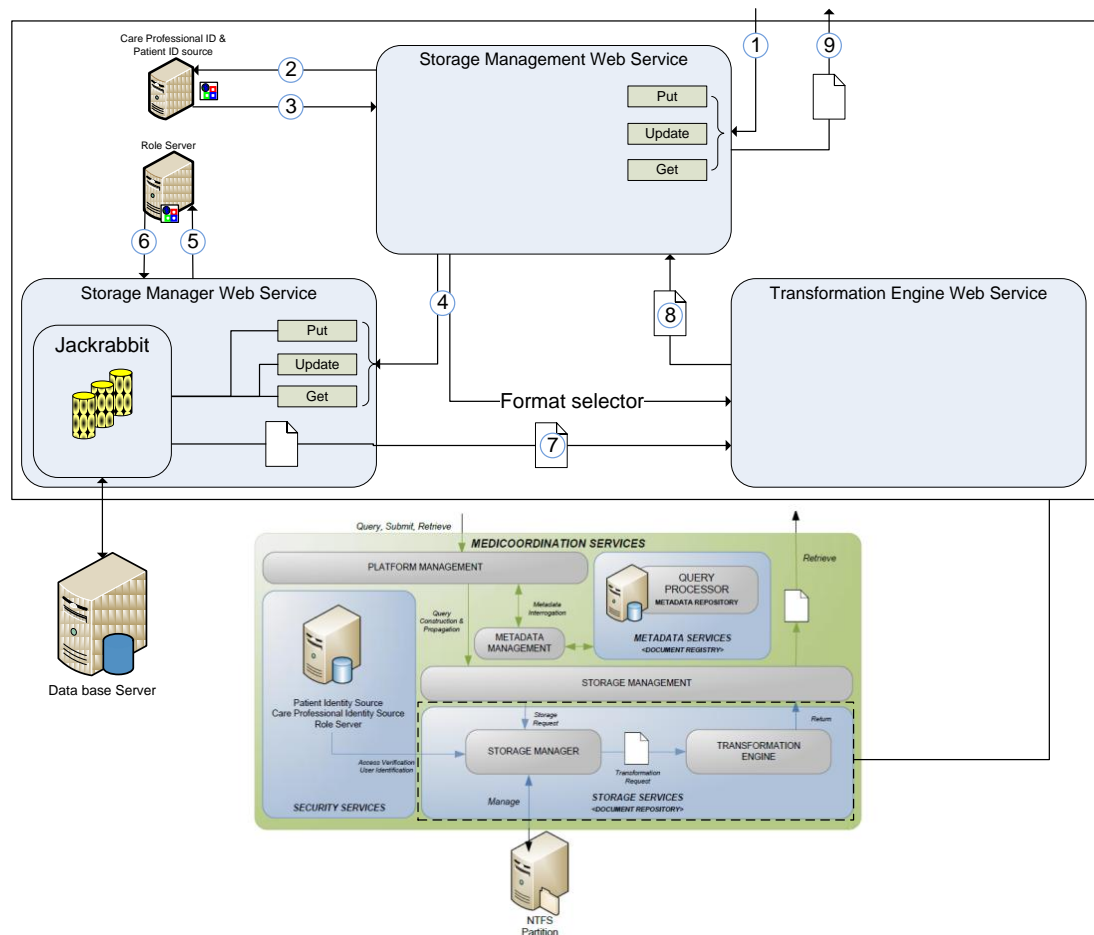 1
9
Care Professional ID &
Patient ID source
2
3
Storage Management Web Service
Put
Update
Get
Role Server
6
5
4
8
Storage Manager Web Service
Jackrabbit
Put
Update
Get
Transformation Engine Web Service
Format selector
7
Data base Server
Query, Submit, Retrieve
MEDICOORDINATION SERVICES
PLATFORM MANAGEMENT
Retrieve
QUERY
PROCESSOR
METADATA REPOSITORY
Query
Construction &
Propagation
Metadata
Interrogation
METADATA
MANAGEMENT
METADATA SERVICES
<DOCUMENT REGISTRY>
STORAGE MANAGEMENT
Patient Identity Source
Care Professional Identity Source
Role Server
Storage
Request
Return
STORAGE MANAGER
TRANSFORMATION
ENGINE
Access Verification
User Identification
Transformation
Request
Manage
SECURITY SERVICES
STORAGE SERVICES
<DOCUMENT REPOSITORY>
NTFS
Partition